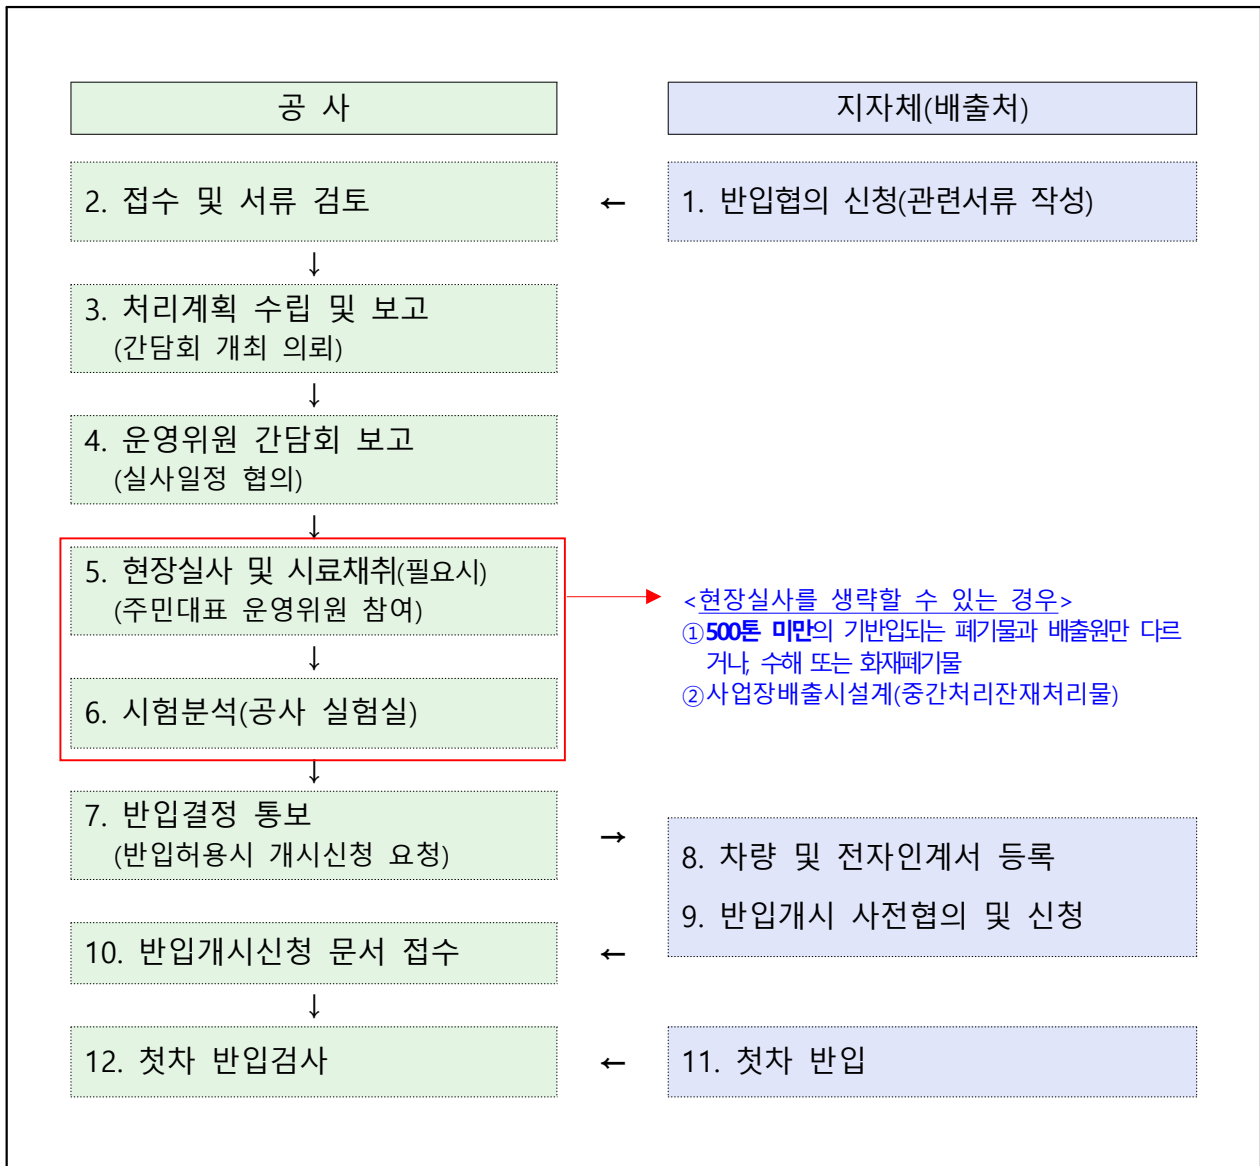 공 사
지자체(배출처)
2. 접수 및 서류 검토
←
1. 반입협의 신청(관련서류 작성)
↓
3. 처리계획 수립 및 보고
(간담회 개최 의뢰)
↓
4. 운영위원 간담회 보고
(실사일정 협의)
↓
5. 현장실사 및 시료채취(필요시)
(주민대표 운영위원 참여)
↓
6. 시험분석(공사 실험실)
<현장실사를 생략할 수 있는 경우>
①500톤 미만의 기반입되는 폐기물과 배출원만 다르
거나, 수해 또는 화재폐기물
②사업장배출시설계(중간처리잔재처리물)
↓
7. 반입결정 통보
(반입허용시 개시신청 요청)
→
8. 차량 및 전자인계서 등록
9. 반입개시 사전협의 및 신청
10. 반입개시신청 문서 접수
←
↓
12. 첫차 반입검사
←
11. 첫차 반입